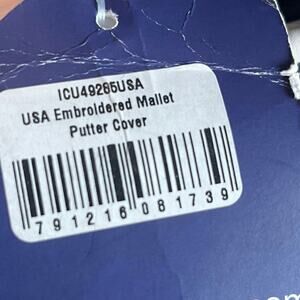 ICU49285USA
USA Embroidered Mallet
Putter Cover
791216081739